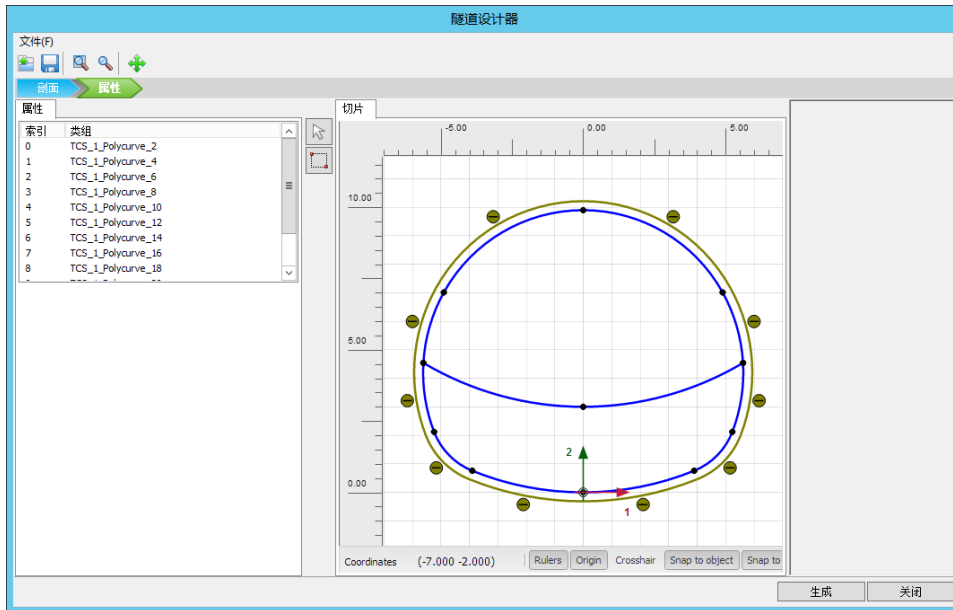 隧道设计器
文件(F)
剖面 属性
属性
索引 类组
0 TCS_1_Polycurve_2
1 TCS_1_Polycurve_4
2 TCS_1_Polycurve_6
3 TCS_1_Polycurve_8
4 TCS_1_Polycurve_10
5 TCS_1_Polycurve_12
6 TCS_1_Polycurve_14
7 TCS_1_Polycurve_16
8 TCS_1_Polycurve_18
切片
-5.00 0.00 5.00
10.00
5.00
0.00
2
1
Coordinates (-7.000 -2.000) Rulers Origin Crosshair Snap to object Snap to
生成 关闭